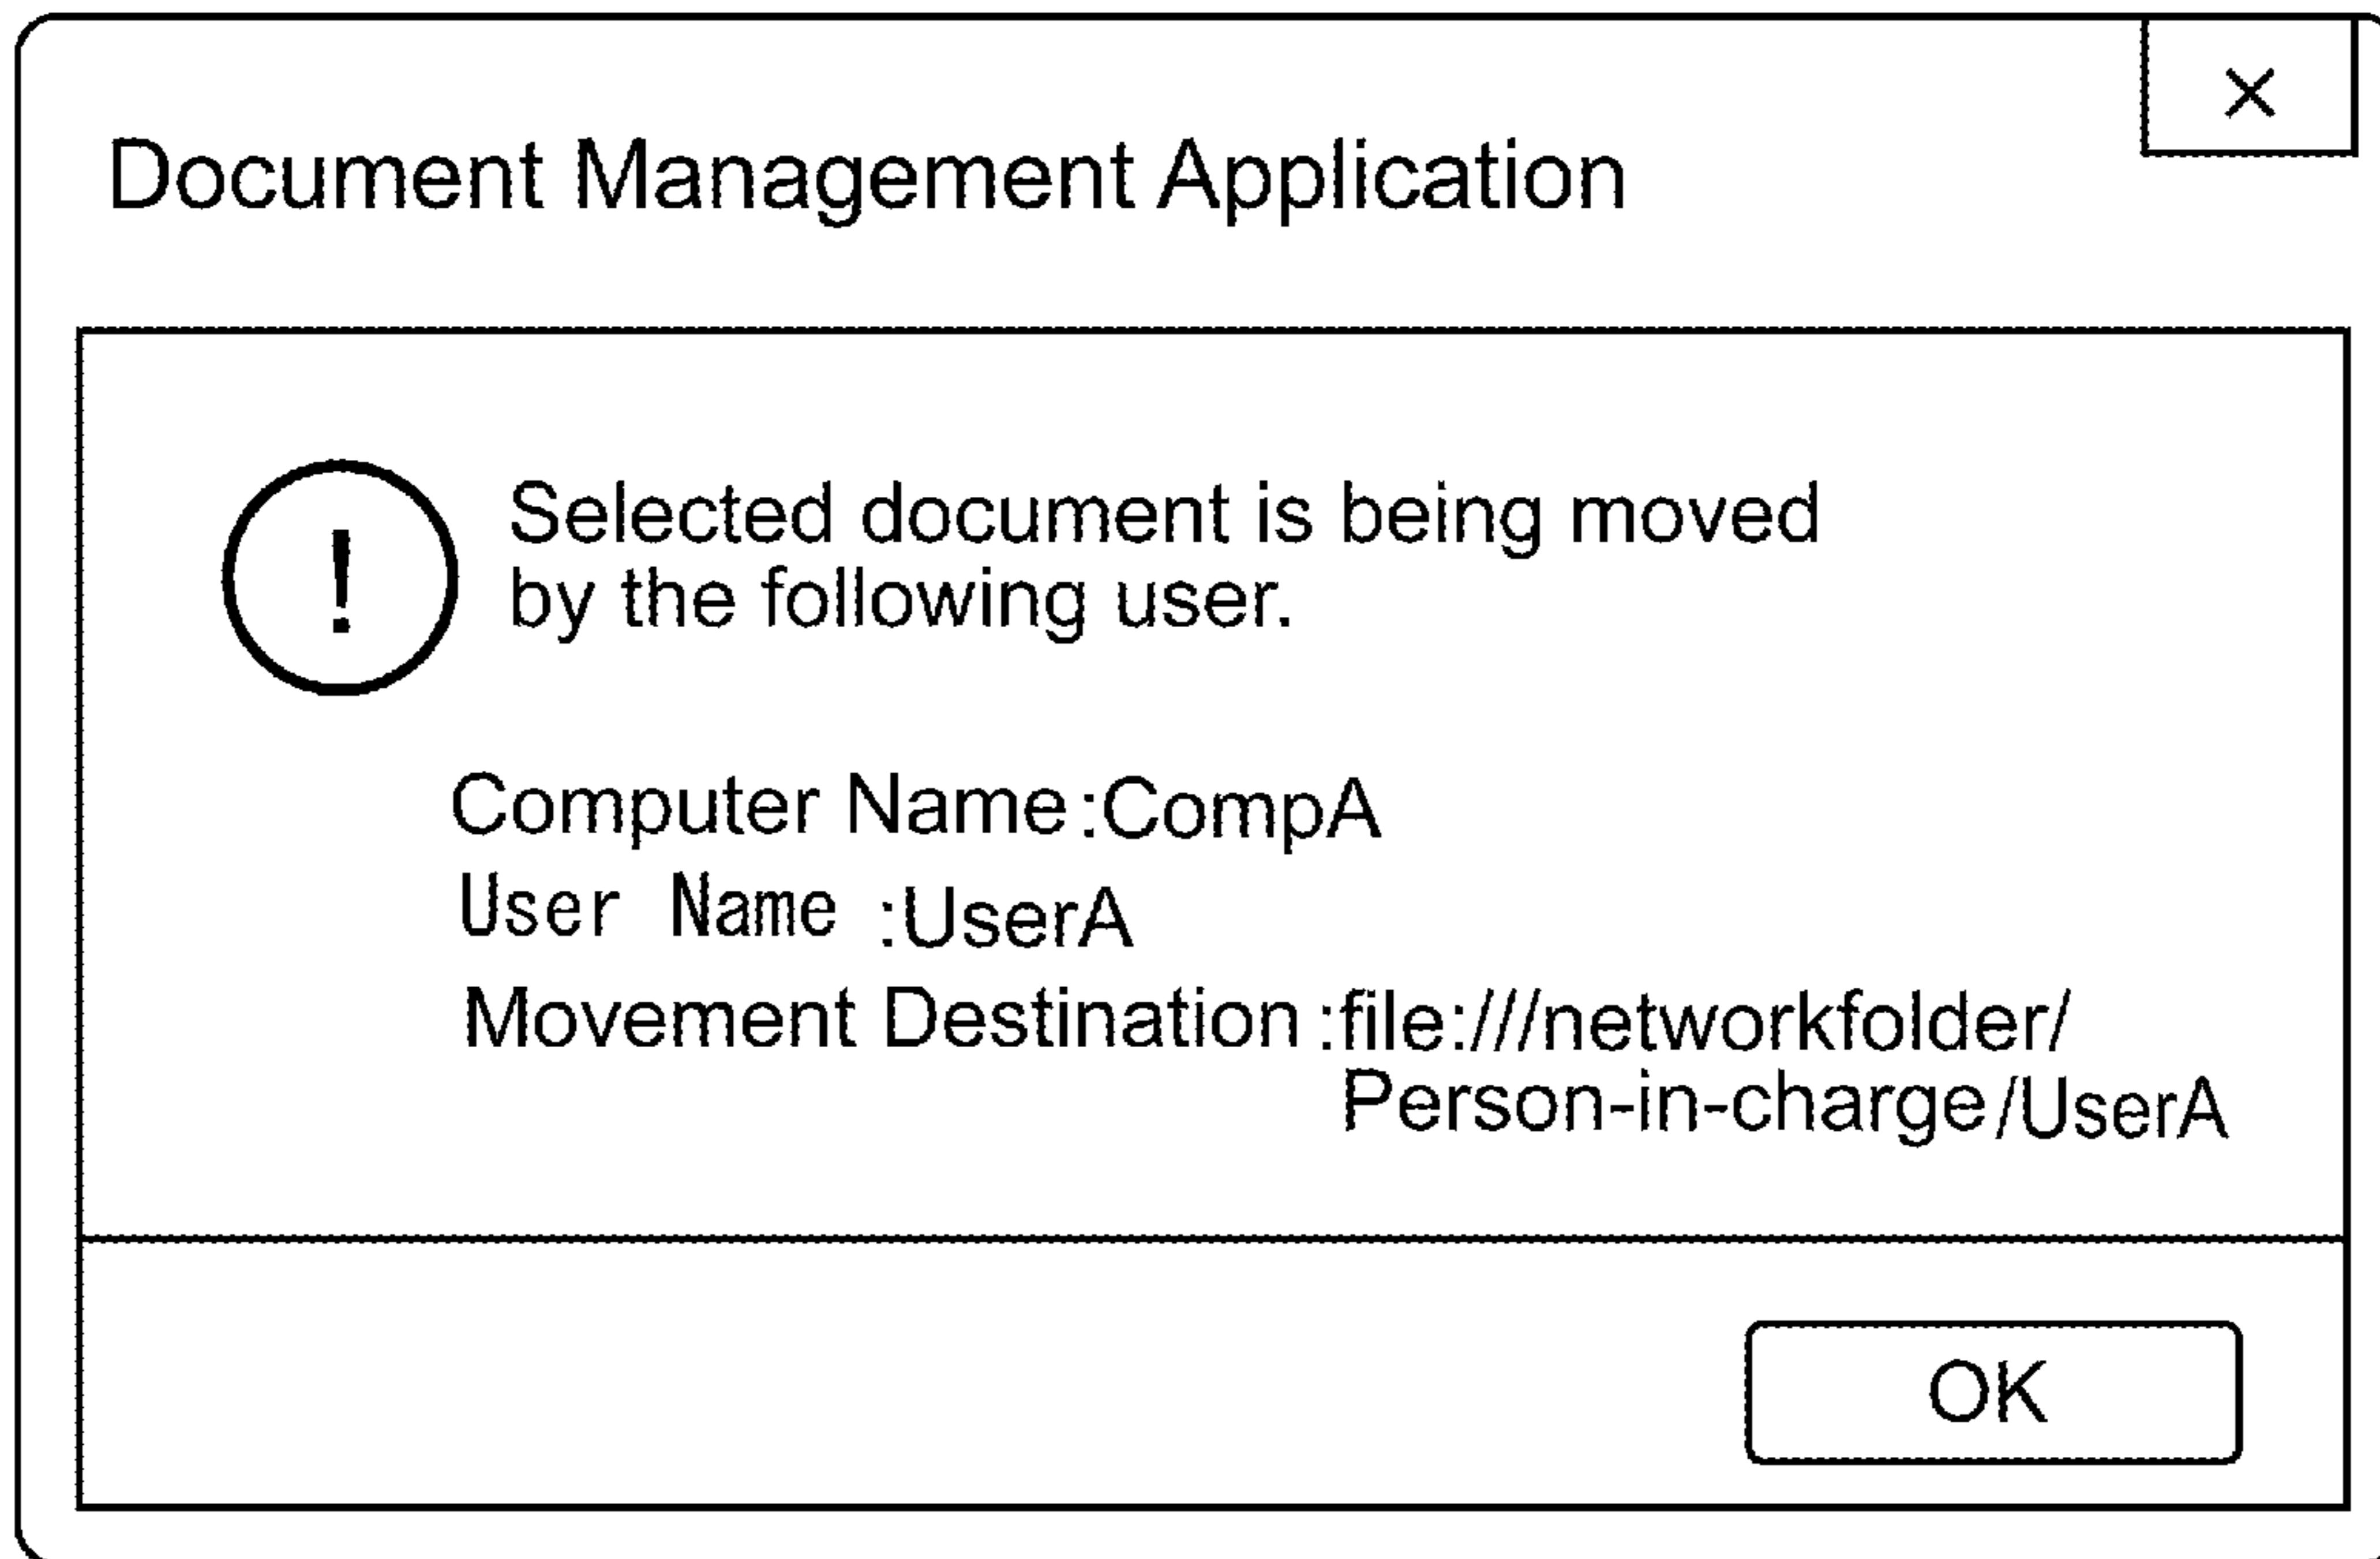 ×
Document Management Application
!
Selected document is being moved
by the following user.
Computer Name:CompA
User Name :UserA
Movement Destination :file:///networkfolder/
Person-in-charge/UserA
OK